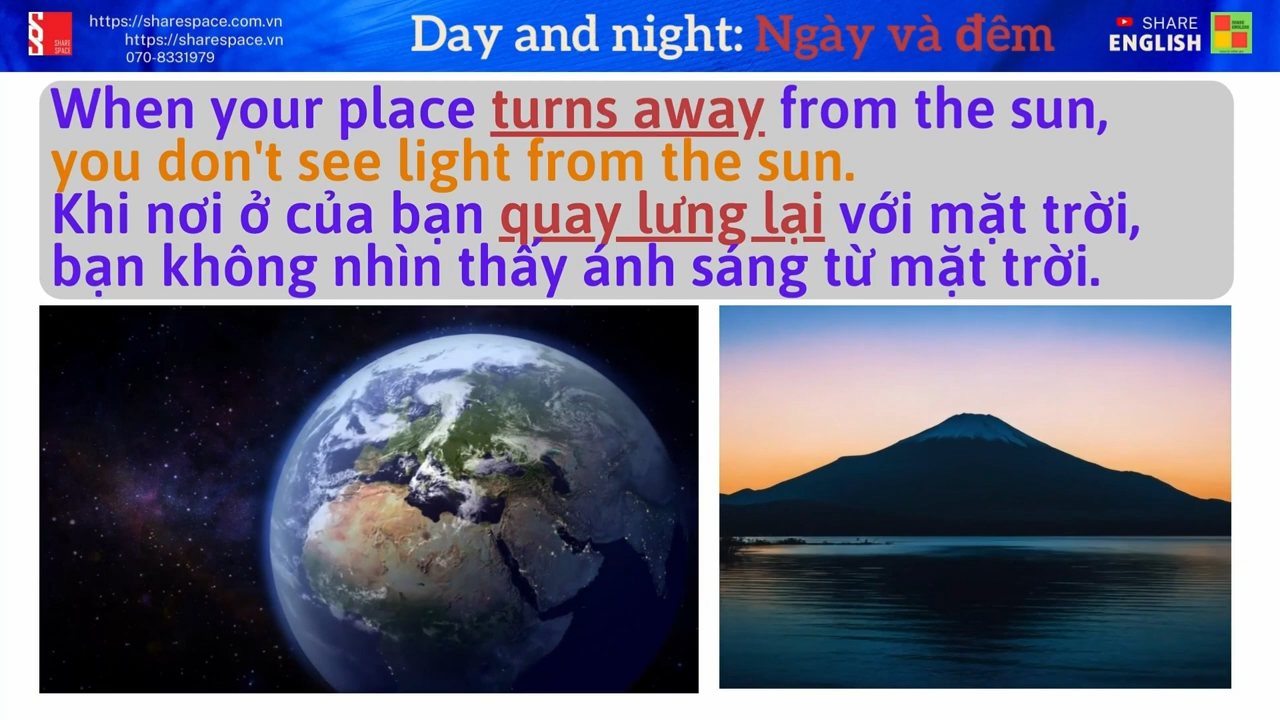 https://sharespace.com.vn
https://sharespace.vn
070-8331979
SHARE
SPACE
Day and night: Ngày và đêm
SHARE
ENGLISH
When your place turns away from the sun,
you don't see light from the sun.
Khi nơi ở của bạn quay lưng lại với mặt trời,
bạn không nhìn thấy ánh sáng từ mặt trời.